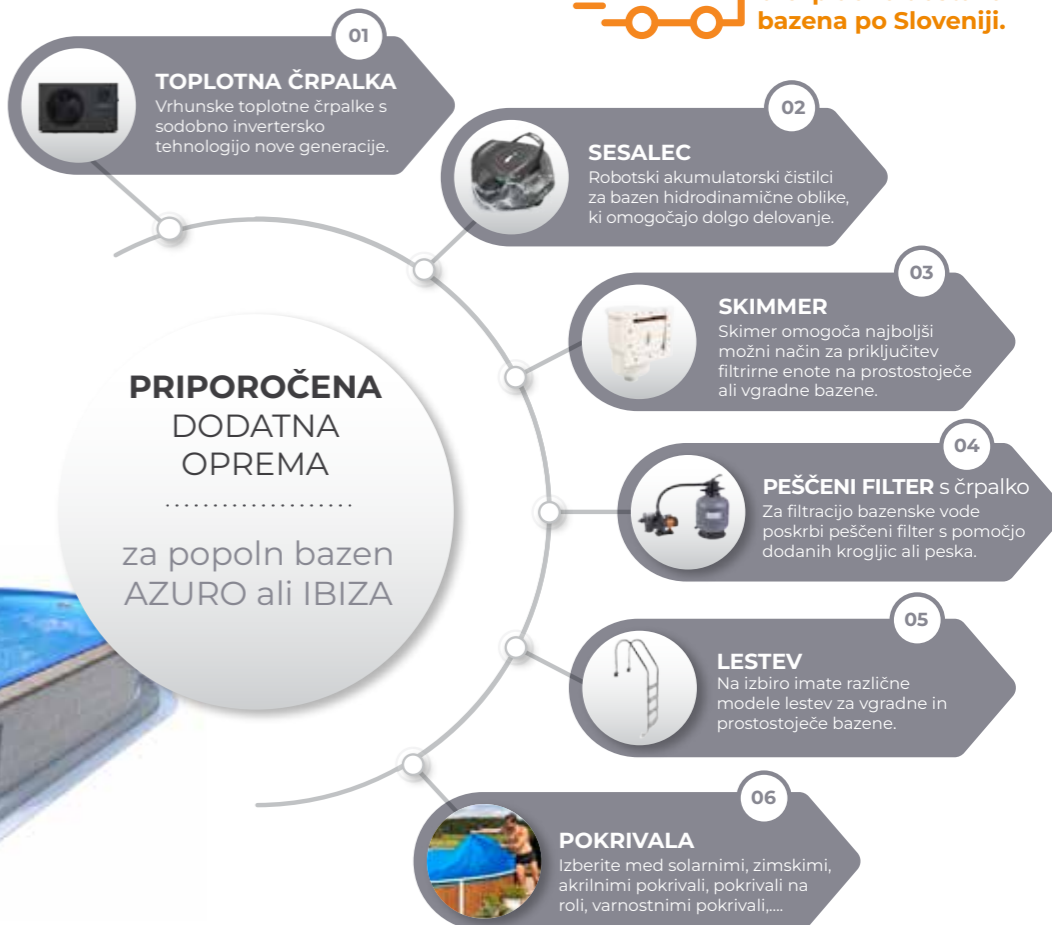 bazena po Sloveniji.
01
TOPLOTNA ČRPALKA
Vrhunske toplotne črpalke s
sodobno invertersko
tehnologijo nove generacije.
02
SESALEC
Robotski akumulatorski čistilci
za bazen hidrodinamične oblike,
ki omogočajo dolgo delovanje.
03
SKIMMER
Skimer omogoča najboljši
možni način za priključitev
filtrirne enote na prostostoječe
ali vgradne bazene.
PRIPOROČENA
DODATNA
OPREMA
za popoln bazen
AZURO ali IBIZA
04
PEŠČENI FILTER s črpalko
Za filtracijo bazenske vode
poskrbi peščeni filter s pomočjo
dodanih krogljic ali peska.
05
LESTEV
Na izbiro imate različne
modele lestev za vgradne in
prostostoječe bazene.
06
POKRIVALA
Izberite med solarnimi, zimskimi,
akrilnimi pokrivali, pokrivali na
roli, varnostnimi pokrivali,....